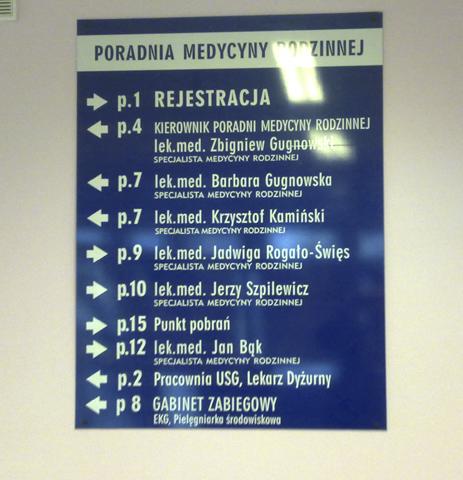 PORADNIA MEDYCYNY RODZINNEJ
p.1 REJESTRACJA
p.4 KIEROWNIK PORADNI MEDYCYNY RODZINNEJ
lek.med. Zbigniew Gugnowski
SPECJALISTA MEDYCYNY RODZINNEJ
p.7 lek.med. Barbara Gugnowska
SPECJALISTA MEDYCYNY RODZINNEJ
p.7 lek.med. Krzysztof Kamiński
SPECJALISTA MEDYCYNY RODZINNEJ
p.9 lek.med. Jadwiga Rogało-Święs
SPECJALISTA MEDYCYNY RODZINNEJ
p.10 lek.med. Jerzy Szpilewicz
SPECJALISTA MEDYCYNY RODZINNEJ
p.15 Punkt pobrań
p.12 lek.med. Jan Bąk
SPECJALISTA MEDYCYNY RODZINNEJ
p.2 Pracownia USG, Lekarz Dyżurny
p 8 GABINET ZABIEGOWY
EKG, Pielęgniarka środowiskowa